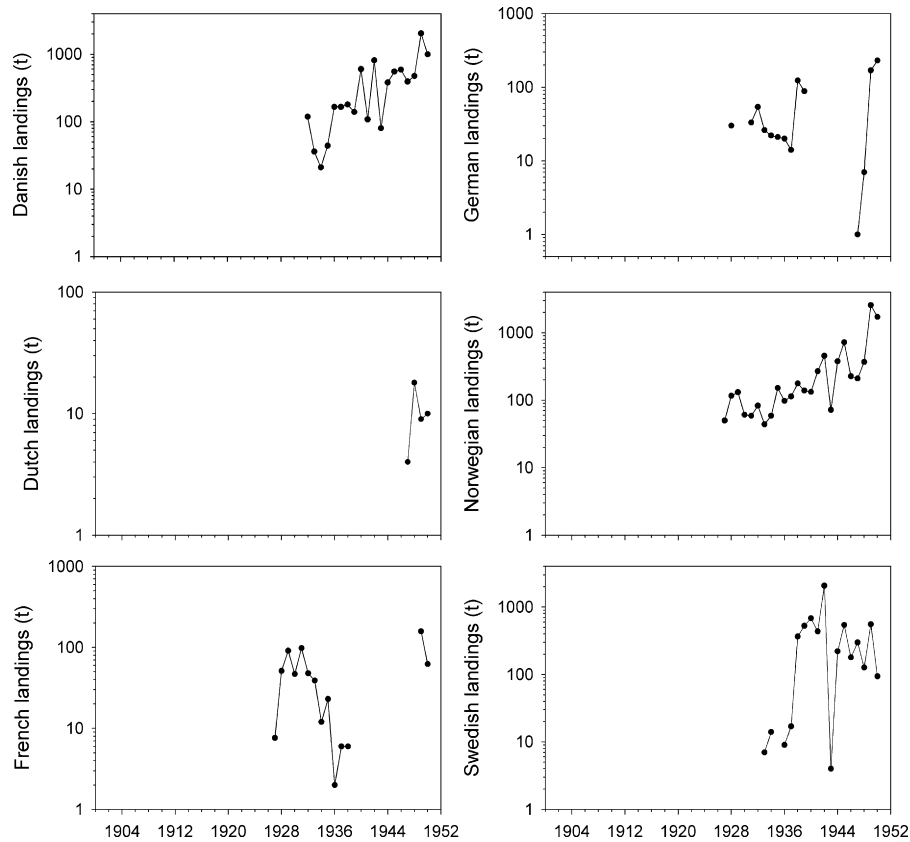 Danish landings (t)
1000
100
10
1
German landings (t)
1000
100
10
1
Dutch landings (t)
100
10
1
Norwegian landings (t)
1000
100
10
1
French landings (t)
1000
100
10
1
1904 1912 1920 1928 1936 1944 1952
Swedish landings (t)
1000
100
10
1
1904 1912 1920 1928 1936 1944 1952